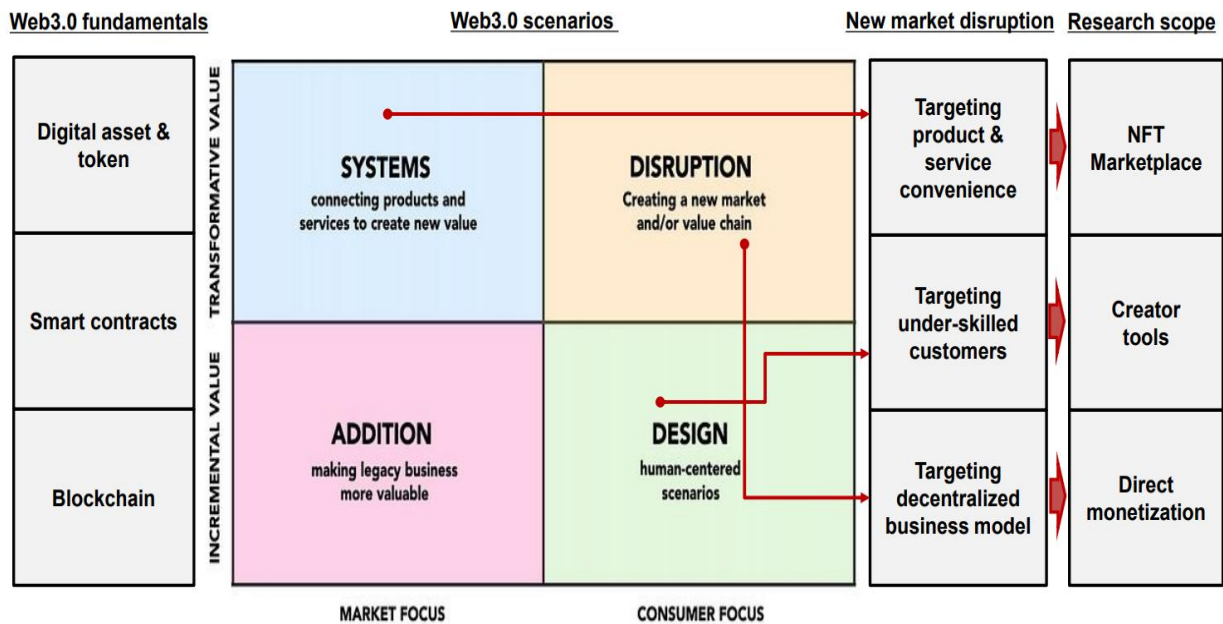 Web3.0 fundamentals
Web3.0 scenarios
New market disruption
Research scope
Digital asset &
token
Smart contracts
Blockchain
TRANSFORMATIVE VALUE
INCREMENTAL VALUE
SYSTEMS
connecting products and
services to create new value
DISRUPTION
Creating a new market
and/or value chain
ADDITION
making legacy business
more valuable
DESIGN
human-centered
scenarios
MARKET FOCUS
CONSUMER FOCUS
Targeting
product &
service
convenience
Targeting
under-skilled
customers
Targeting
decentralized
business model
NFT
Marketplace
Creator
tools
Direct
monetization